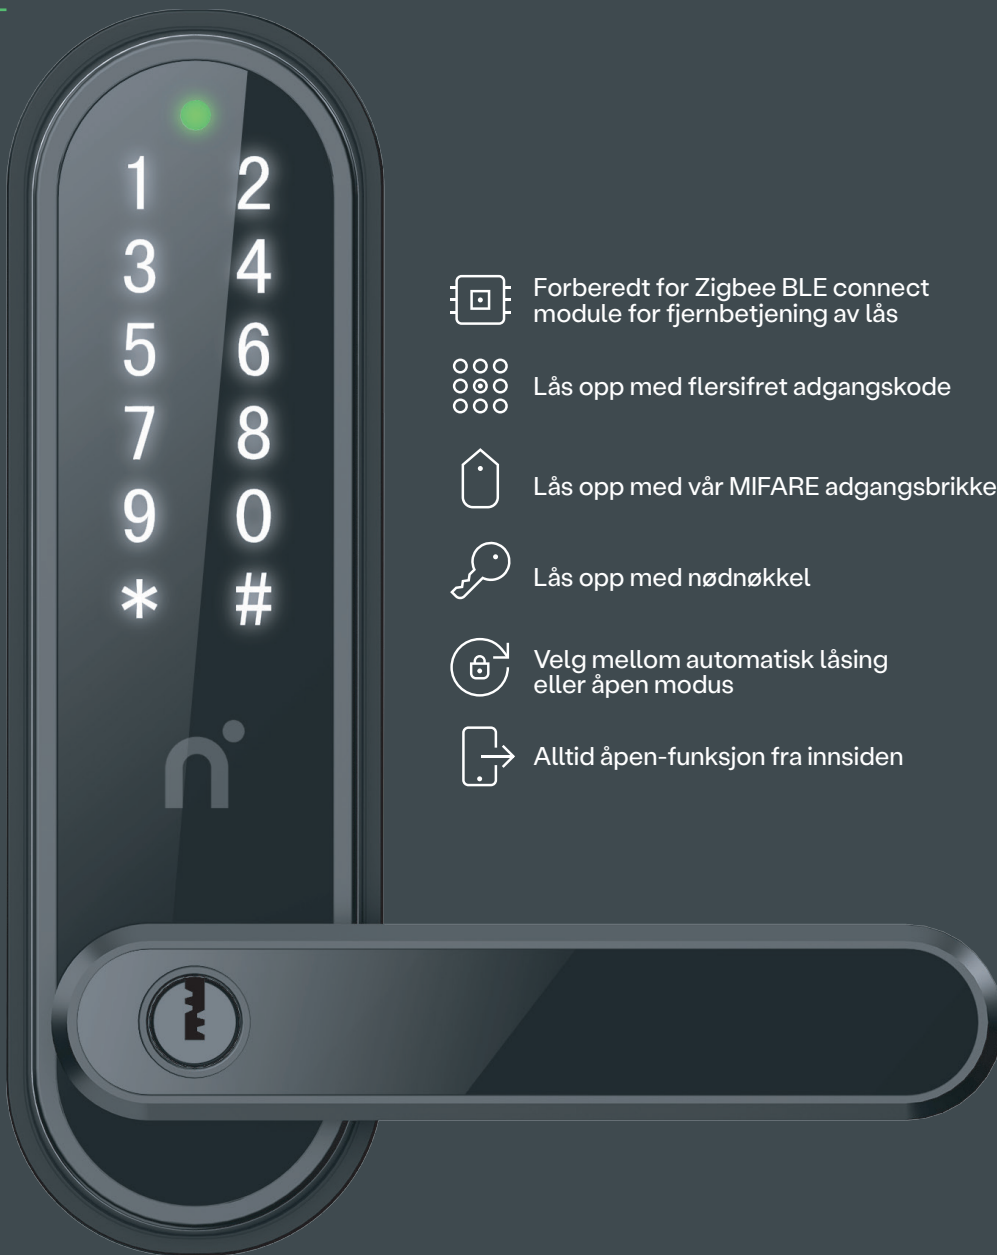 1 2
3 4
5 6
7 8
9 0
* #
n
Forberedt for Zigbee BLE connect
module for fjernbetjening av lås
Lås opp med flersifret adgangskode
Lås opp med vår MIFARE adgangsbrikke
Lås opp med nødnøkkel
Velg mellom automatisk låsing
eller åpen modus
Alltid åpen-funksjon fra innsiden